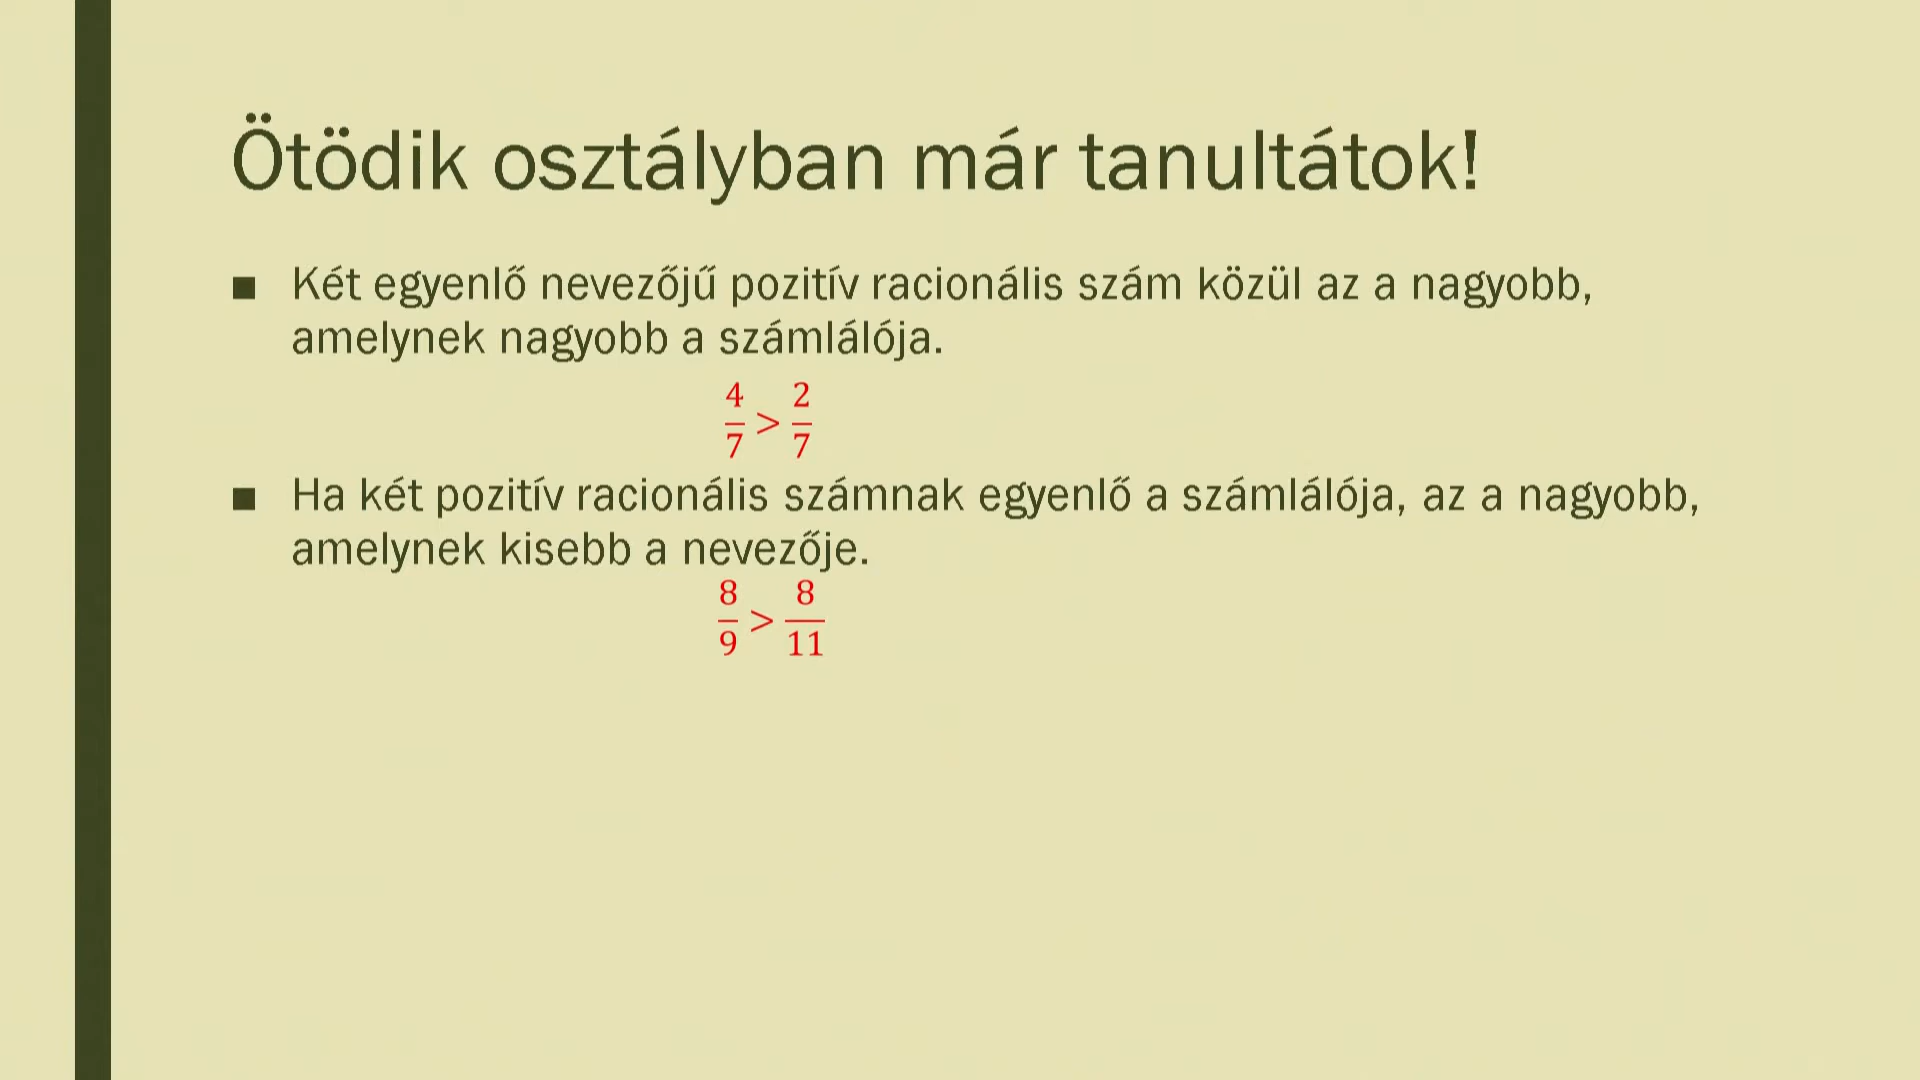 Ötödik osztályban már tanultátok!
■ Két egyenlő nevezőjű pozitív racionális szám közül az a nagyobb,
amelynek nagyobb a számlálója.
4/7 > 2/7
■ Ha két pozitív racionális számnak egyenlő a számlálója, az a nagyobb,
amelynek kisebb a nevezője.
8/9 > 8/11